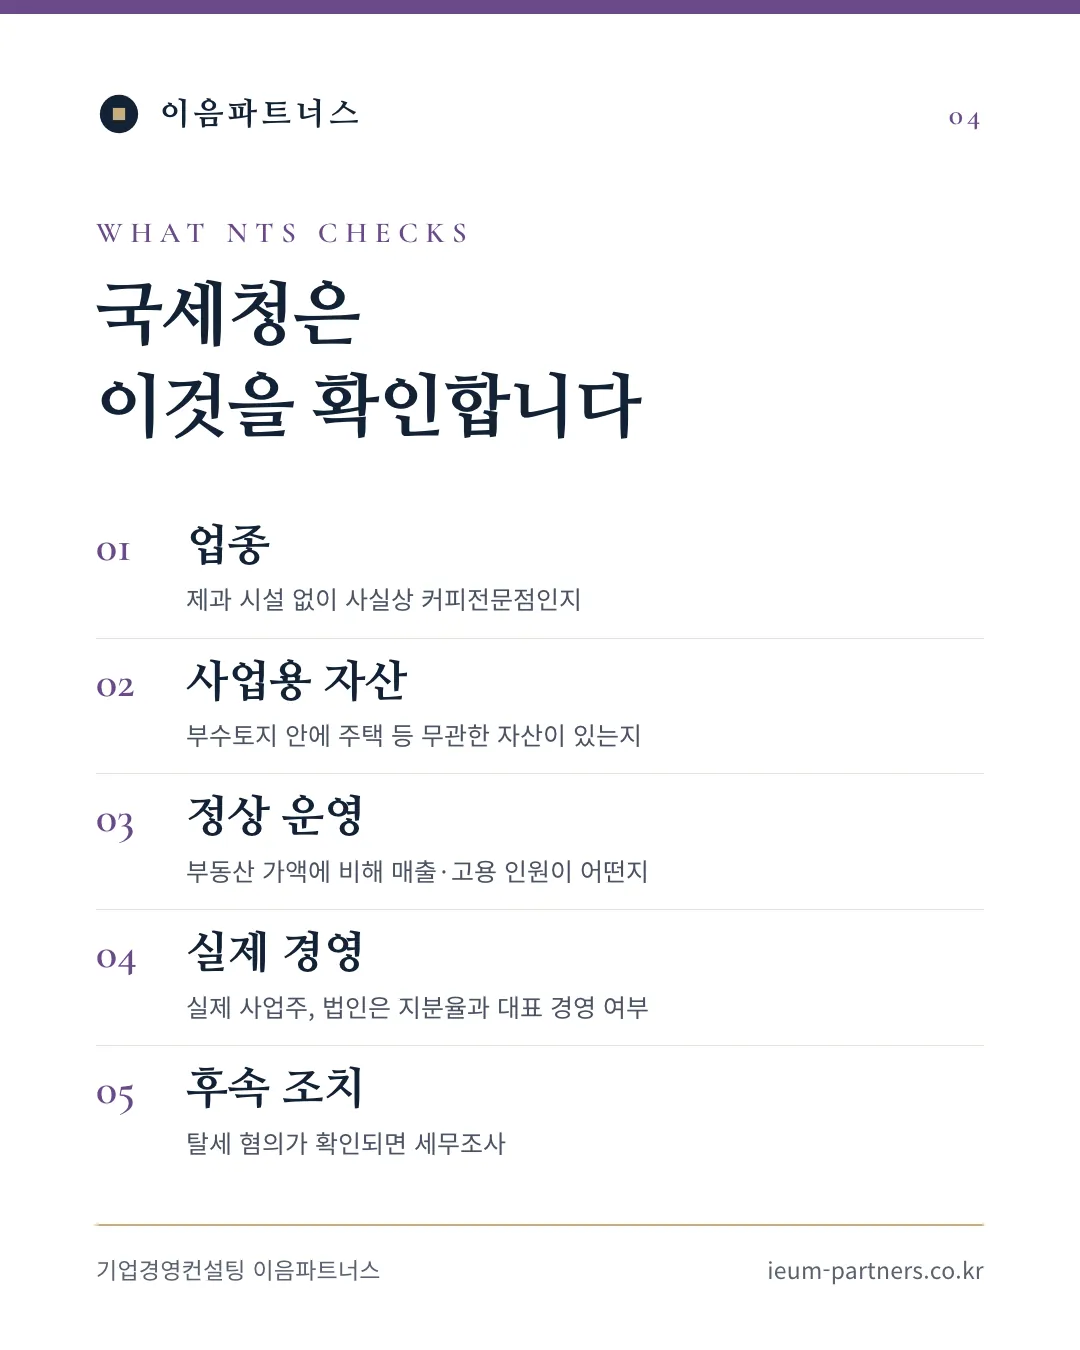 이음파트너스
04
WHAT NTS CHECKS
국세청은
이것을 확인합니다
01 업종
제과 시설 없이 사실상 커피전문점인지
02 사업용 자산
부수토지 안에 주택 등 무관한 자산이 있는지
03 정상 운영
부동산 가액에 비해 매출·고용 인원이 어떤지
04 실제 경영
실제 사업주, 법인은 지분율과 대표 경영 여부
05 후속 조치
탈세 혐의가 확인되면 세무조사
기업경영컨설팅 이음파트너스
ieum-partners.co.kr